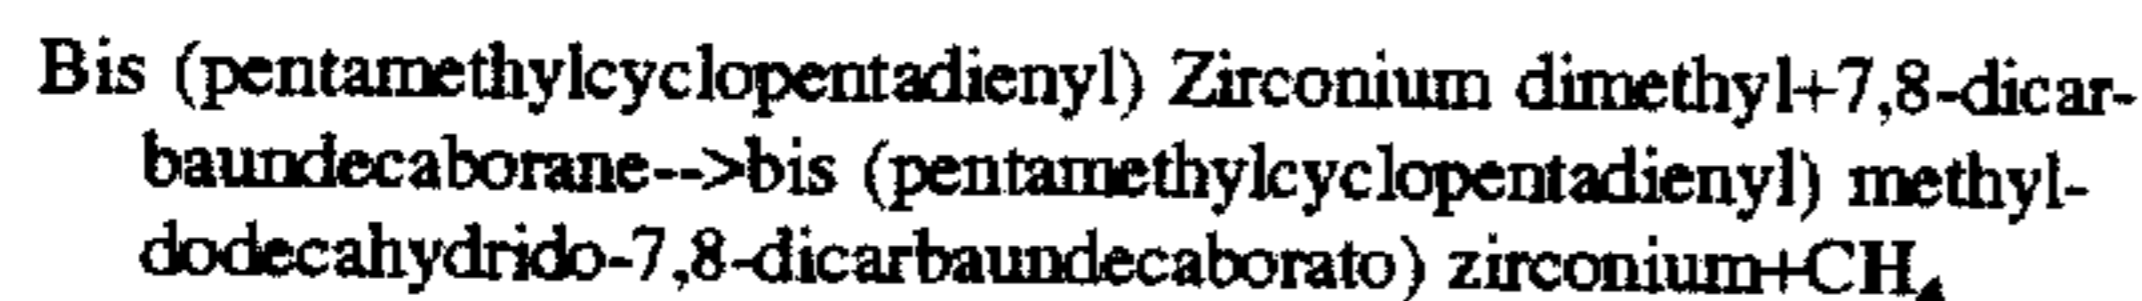 Bis (pentamethylcyclopentadienyl) Zirconium dimethyl+7,8-dicar-
baundecaborane-->bis (pentamethylcyclopentadienyl) methyl-
dodecahydrido-7,8-dicarbaundecaborato) zirconium+CH₄